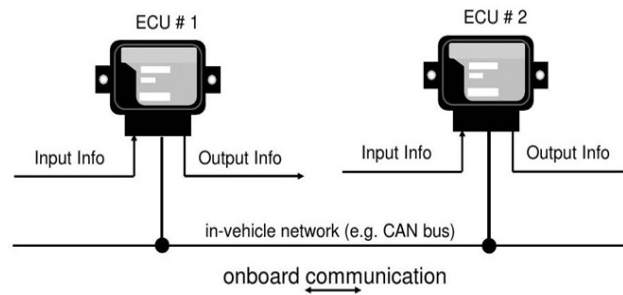 ECU # 1
ECU # 2
Input Info
Output Info
Input Info
Output Info
in-vehicle network (e.g. CAN bus)
onboard communication